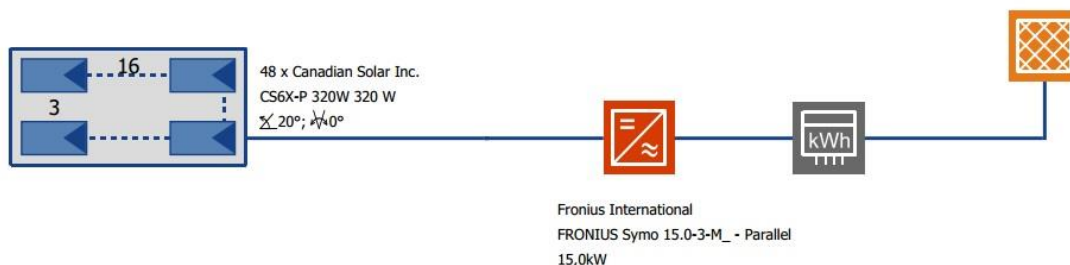 16
3
48 x Canadian Solar Inc.
CS6X-P 320W 320 W
20°; 0°
kWh
Fronius International
FRONIUS Symo 15.0-3-M_ - Parallel
15.0kW